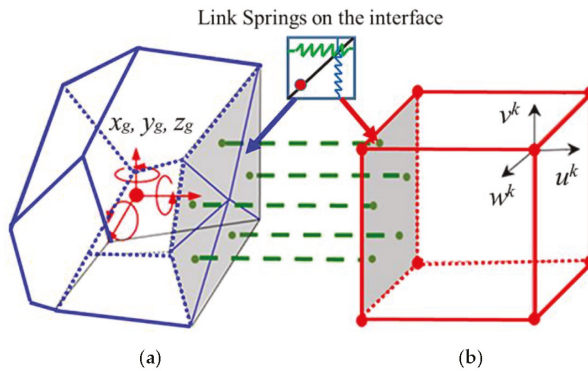 Link Springs on the interface
x_g, y_g, z_g
v^k
u^k
w^k
(a)
(b)